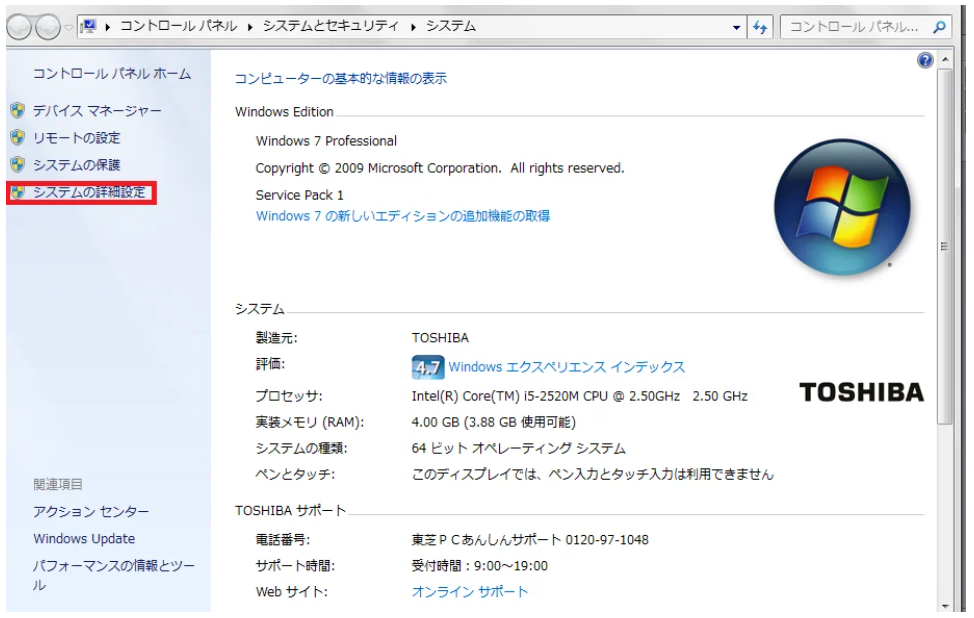 コントロール パネル ▸ システムとセキュリティ ▸ システム
コントロール パネル...
コントロール パネル ホーム
デバイス マネージャー
リモートの設定
システムの保護
システムの詳細設定
関連項目
アクション センター
Windows Update
パフォーマンスの情報とツー
ル
コンピューターの基本的な情報の表示
Windows Edition
Windows 7 Professional
Copyright © 2009 Microsoft Corporation. All rights reserved.
Service Pack 1
Windows 7 の新しいエディションの追加機能の取得
システム
製造元: TOSHIBA
評価: 4.7 Windows エクスペリエンス インデックス
プロセッサ: Intel(R) Core(TM) i5-2520M CPU @ 2.50GHz 2.50 GHz
実装メモリ (RAM): 4.00 GB (3.88 GB 使用可能)
システムの種類: 64 ビット オペレーティング システム
ペンとタッチ: このディスプレイでは、ペン入力とタッチ入力は利用できません
TOSHIBA
TOSHIBA サポート
電話番号: 東芝ＰＣあんしんサポート 0120-97-1048
サポート時間: 受付時間：9:00～19:00
Web サイト: オンライン サポート